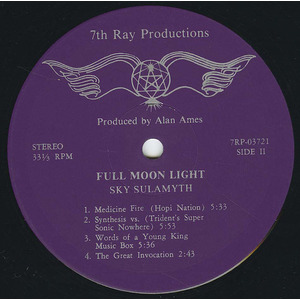 7th Ray Productions
Produced by Alan Ames
STEREO
33⅓ RPM
7RP-03721
SIDE II
FULL MOON LIGHT
SKY SULAMYTH
1. Medicine Fire (Hopi Nation) 5:33
2. Synthesis vs. (Trident's Super
Sonic Nowhere) 5:53
3. Words of a Young King
Music Box 5:36
4. The Great Invocation 2:43